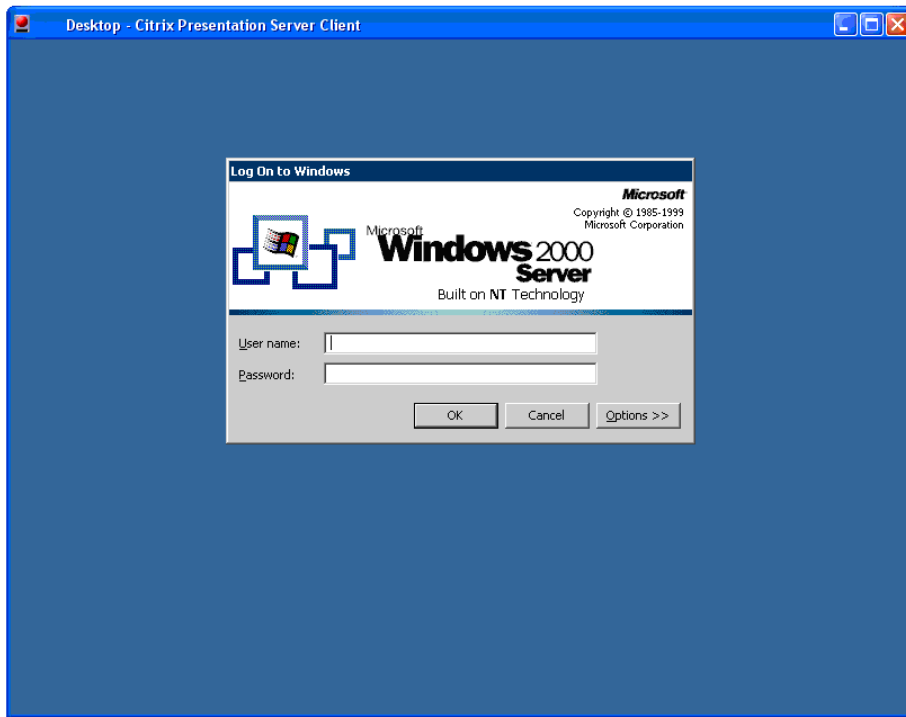 Desktop - Citrix Presentation Server Client
Log On to Windows
Microsoft
Copyright © 1985-1999
Microsoft Corporation
Microsoft
Windows 2000
Server
Built on NT Technology
User name:
Password:
OK Cancel Options >>